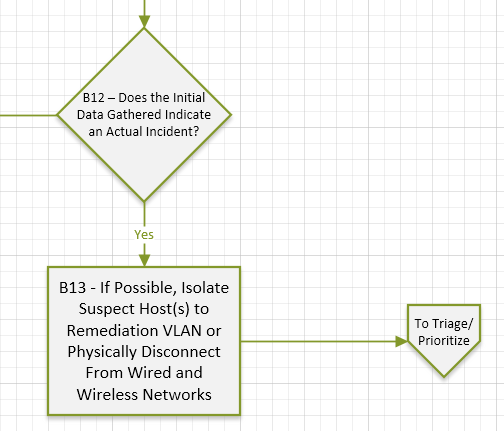 B12 – Does the Initial
Data Gathered Indicate
an Actual Incident?
Yes
B13 - If Possible, Isolate
Suspect Host(s) to
Remediation VLAN or
Physically Disconnect
From Wired and
Wireless Networks
To Triage/
Prioritize